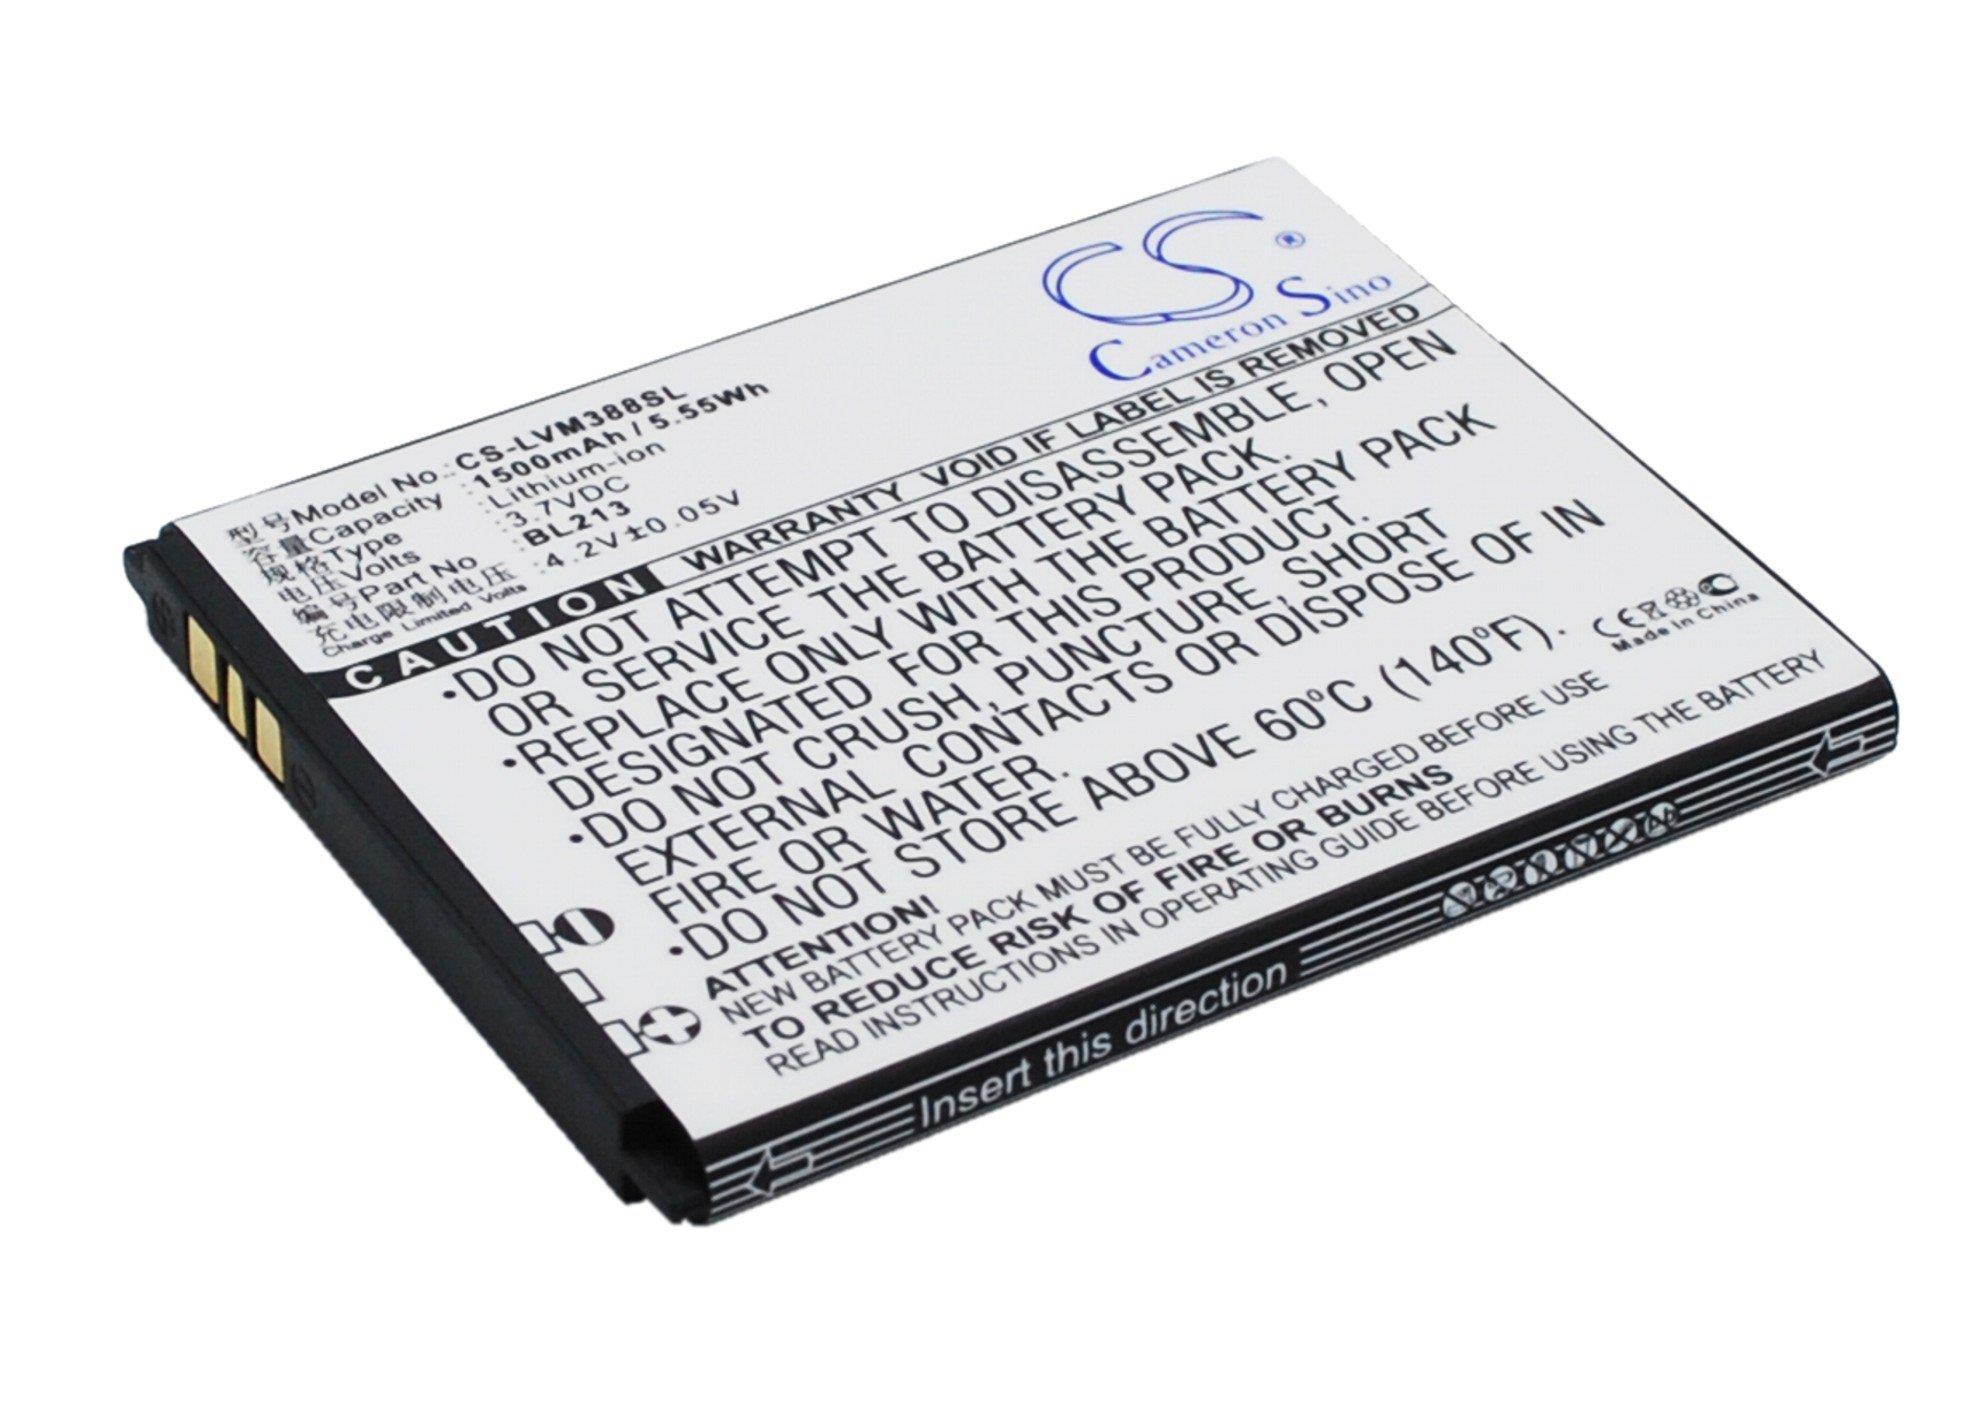 CS ®
Cameron Sino
型号Model No.: CS-LVM388SL
容量Capacity : 1500mAh / 5.55Wh
规格Type : Lithium-ion
电压Volts : 3.7VDC
编号Part No : BL213
充电限制电压 : 4.2V±0.05V
Charge Limited Volts
CAUTION WARRANTY VOID IF LABEL IS REMOVED
•DO NOT ATTEMPT TO DISASSEMBLE, OPEN
OR SERVICE THE BATTERY PACK.
•REPLACE ONLY WITH THE BATTERY PACK
DESIGNATED FOR THIS PRODUCT.
•DO NOT CRUSH, PUNCTURE, SHORT
EXTERNAL CONTACTS OR DISPOSE OF IN
FIRE OR WATER.
•DO NOT STORE ABOVE 60ºC (140ºF).
CE
Made in China
ATTENTION!
NEW BATTERY PACK MUST BE FULLY CHARGED BEFORE USE
TO REDUCE RISK OF FIRE OR BURNS
READ INSTRUCTIONS IN OPERATING GUIDE BEFORE USING THE BATTERY
Insert this direction